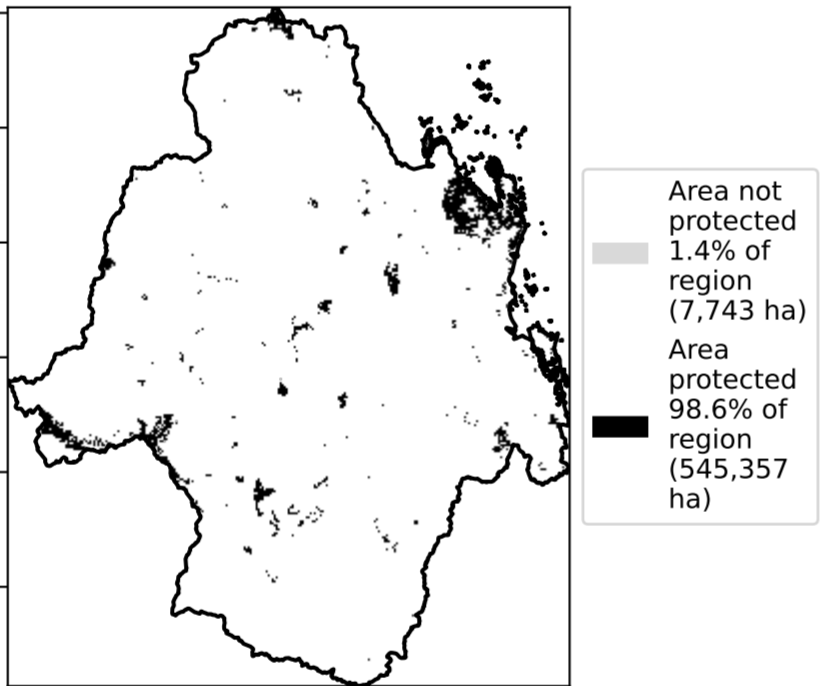 Area not
protected
1.4% of
region
(7,743 ha)
Area
protected
98.6% of
region
(545,357
ha)